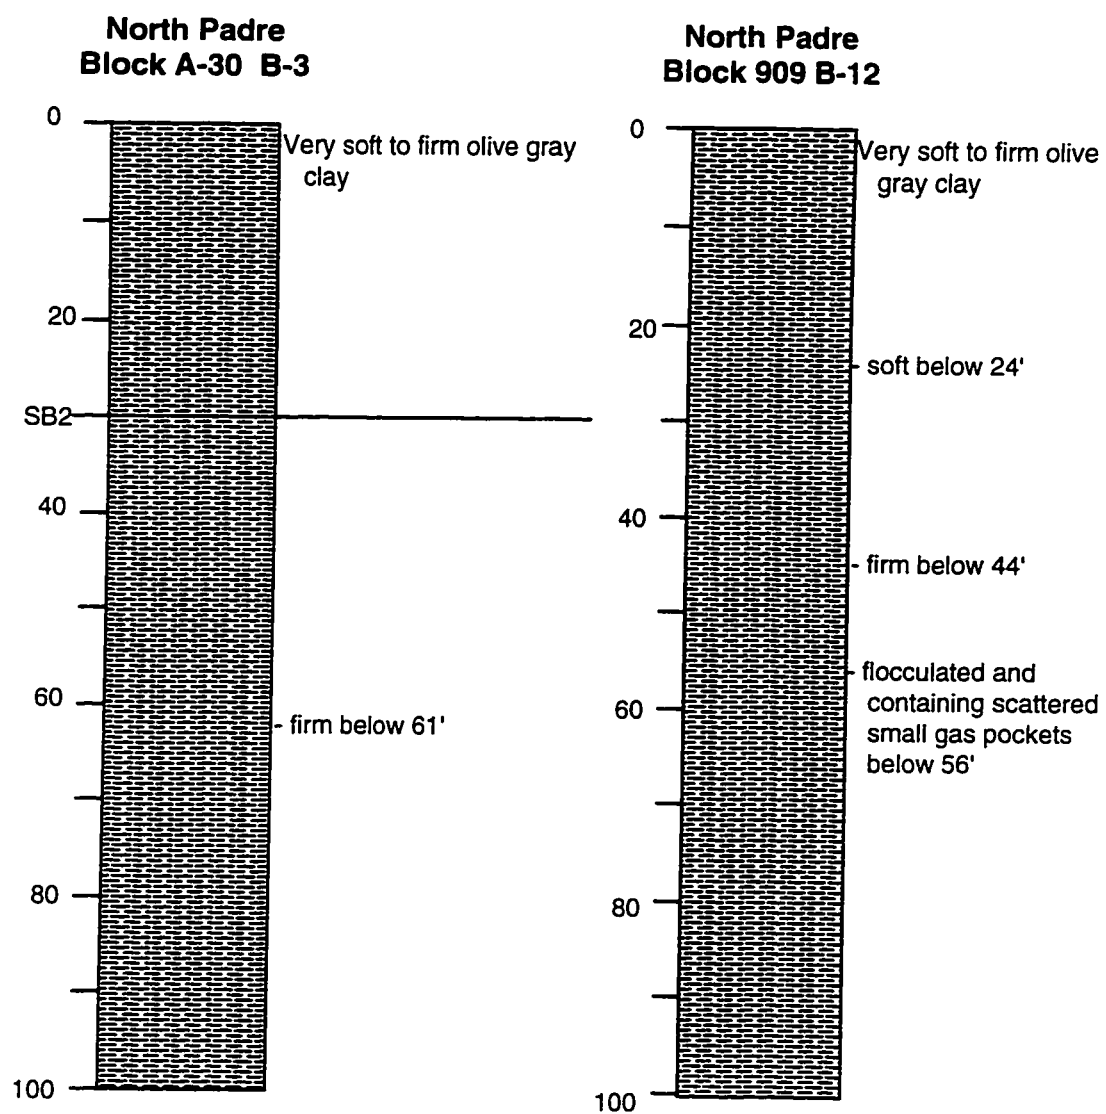 North Padre
Block A-30 B-3
0
Very soft to firm olive gray
clay
20
SB2
40
60
firm below 61'
80
100
North Padre
Block 909 B-12
0
Very soft to firm olive
gray clay
20
soft below 24'
40
firm below 44'
flocculated and
containing scattered
60
small gas pockets
below 56'
80
100